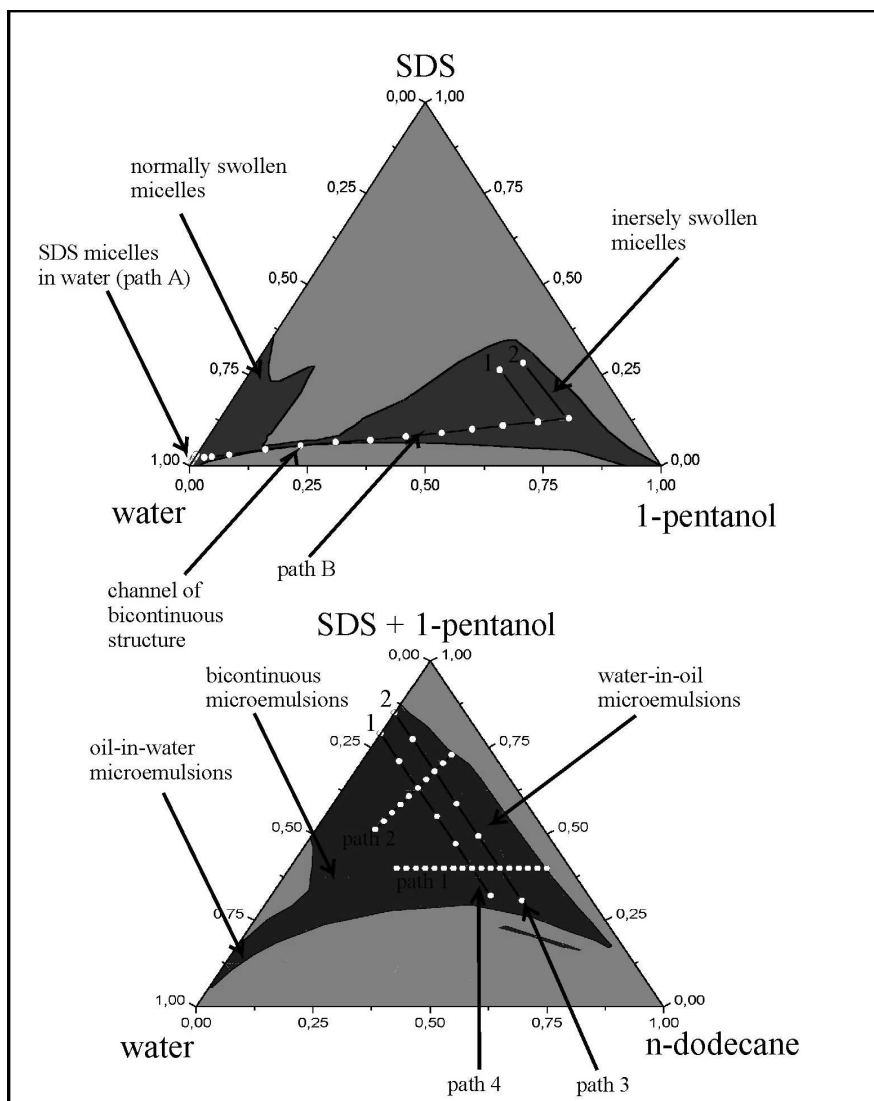 SDS
0,00 1,00
normally swollen
micelles
0,25 0,75
inersely swollen
micelles
SDS micelles
in water (path A)
0,50 0,50
0,75 1 2 0,25
1,00 0,00
0,00 0,25 0,50 0,75 1,00
water 1-pentanol
path B
channel of
bicontinuous
structure
SDS + 1-pentanol
0,00 1,00
bicontinuous
microemulsions
water-in-oil
microemulsions
2
1
0,25 0,75
oil-in-water
microemulsions
0,50 0,50
path 2
path 1
0,75 0,25
1,00 0,00
0,00 0,25 0,50 0,75 1,00
water n-dodecane
path 4 path 3